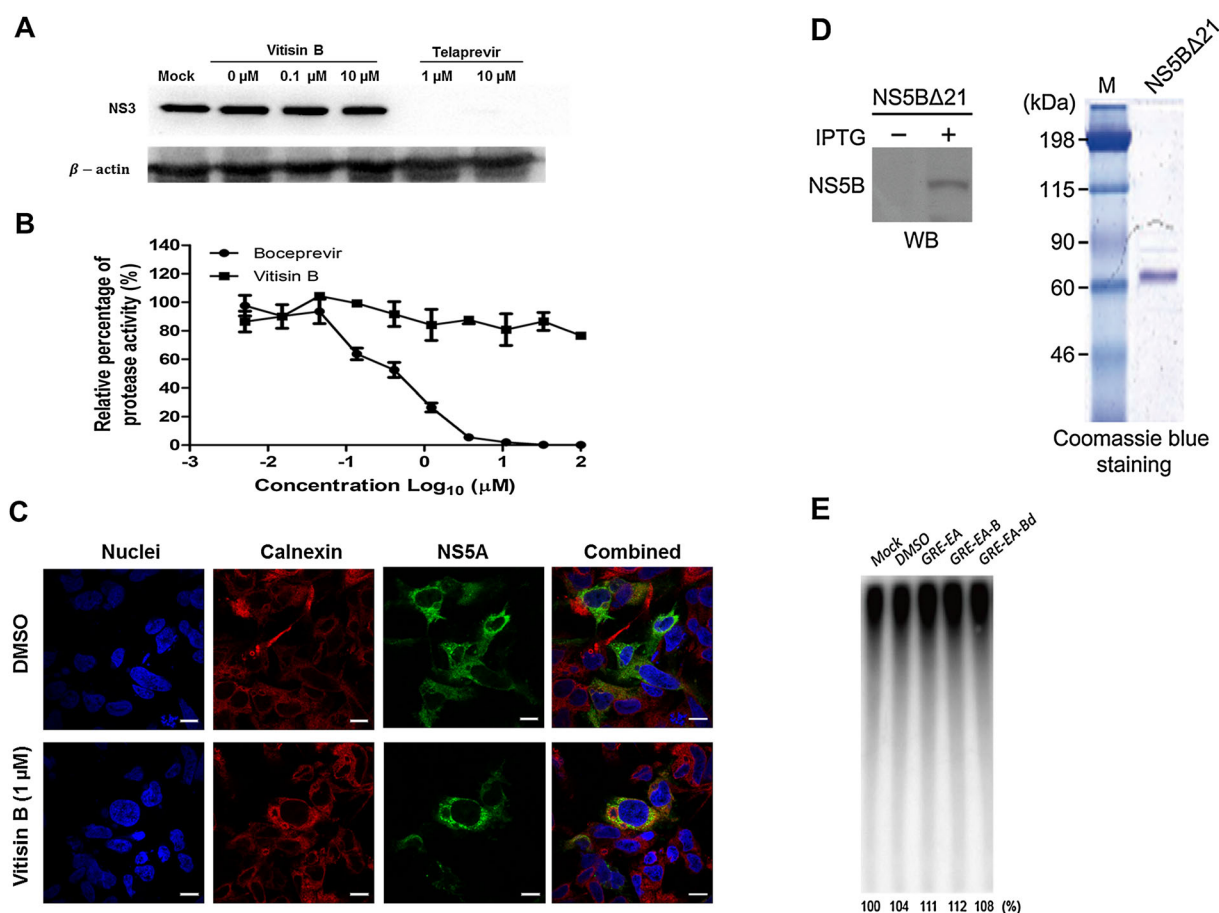 A
Vitisin B
Telaprevir
Mock 0 µM 0.1 µM 10 µM 1 µM 10 µM
NS3
β − actin
B
Boceprevir
Vitisin B
Relative percentage of
protease activity (%)
140
120
100
80
60
40
20
0
-3 -2 -1 0 1 2
Concentration Log10 (µM)
C
Nuclei Calnexin NS5A Combined
DMSO
Vitisin B (1 µM)
D
NS5BΔ21
IPTG − +
NS5B
WB
M NS5BΔ21
(kDa)
198
115
90
60
46
Coomassie blue
staining
E
Mock DMSO GRE-EA GRE-EA-B GRE-EA-Bd
100 104 111 112 108 (%)